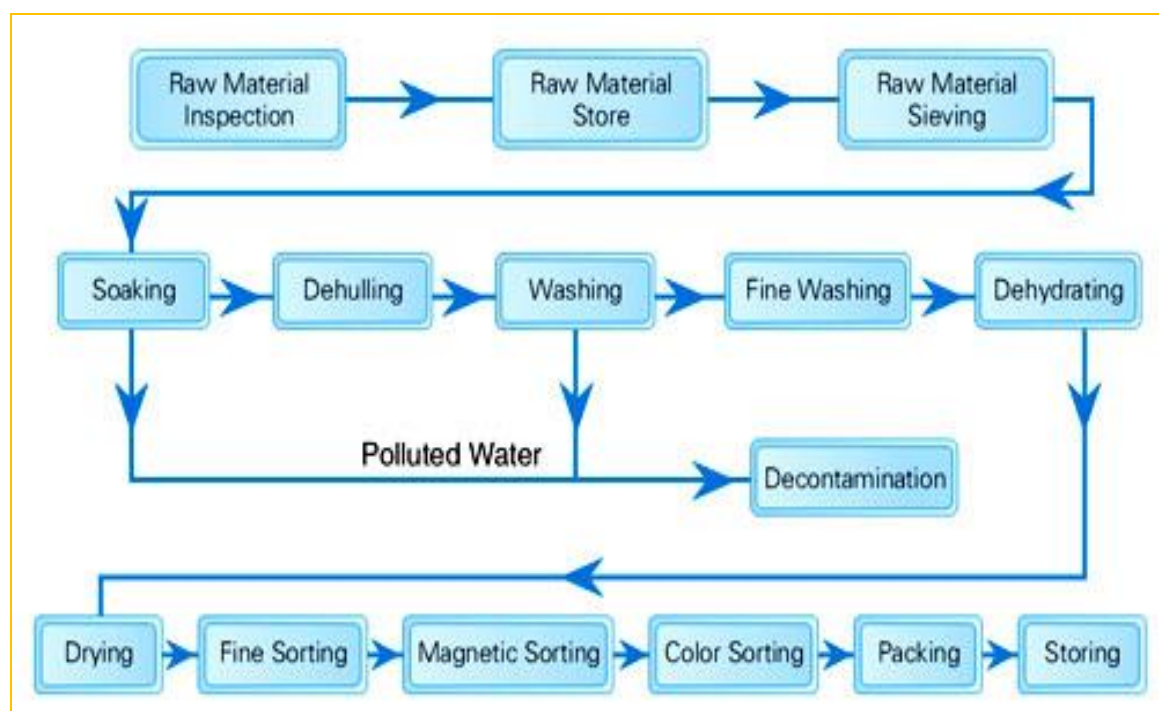 Raw Material
Inspection
Raw Material
Store
Raw Material
Sieving
Soaking
Dehulling
Washing
Fine Washing
Dehydrating
Polluted Water
Decontamination
Drying
Fine Sorting
Magnetic Sorting
Color Sorting
Packing
Storing